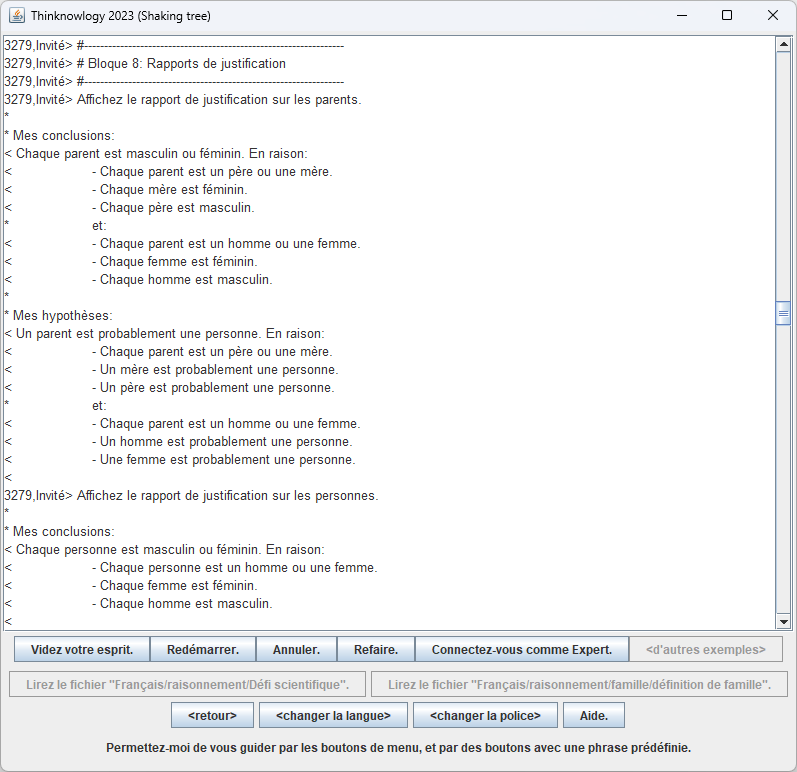 Thinknowlogy 2023 (Shaking tree)
3279,Invité> #-----------------------------------------------------------------
3279,Invité> # Bloque 8: Rapports de justification
3279,Invité> #-----------------------------------------------------------------
3279,Invité> Affichez le rapport de justification sur les parents.
*
* Mes conclusions:
< Chaque parent est masculin ou féminin. En raison:
< - Chaque parent est un père ou une mère.
< - Chaque mère est féminin.
< - Chaque père est masculin.
* et:
< - Chaque parent est un homme ou une femme.
< - Chaque femme est féminin.
< - Chaque homme est masculin.
*
* Mes hypothèses:
< Un parent est probablement une personne. En raison:
< - Chaque parent est un père ou une mère.
< - Un mère est probablement une personne.
< - Un père est probablement une personne.
* et:
< - Chaque parent est un homme ou une femme.
< - Un homme est probablement une personne.
< - Une femme est probablement une personne.
<
3279,Invité> Affichez le rapport de justification sur les personnes.
*
* Mes conclusions:
< Chaque personne est masculin ou féminin. En raison:
< - Chaque personne est un homme ou une femme.
< - Chaque femme est féminin.
< - Chaque homme est masculin.
<
Videz votre esprit. Redémarrer. Annuler. Refaire. Connectez-vous comme Expert. <d'autres exemples>
Lirez le fichier "Français/raisonnement/Défi scientifique". Lirez le fichier "Français/raisonnement/famille/définition de famille".
<retour> <changer la langue> <changer la police> Aide.
Permettez-moi de vous guider par les boutons de menu, et par des boutons avec une phrase prédéfinie.